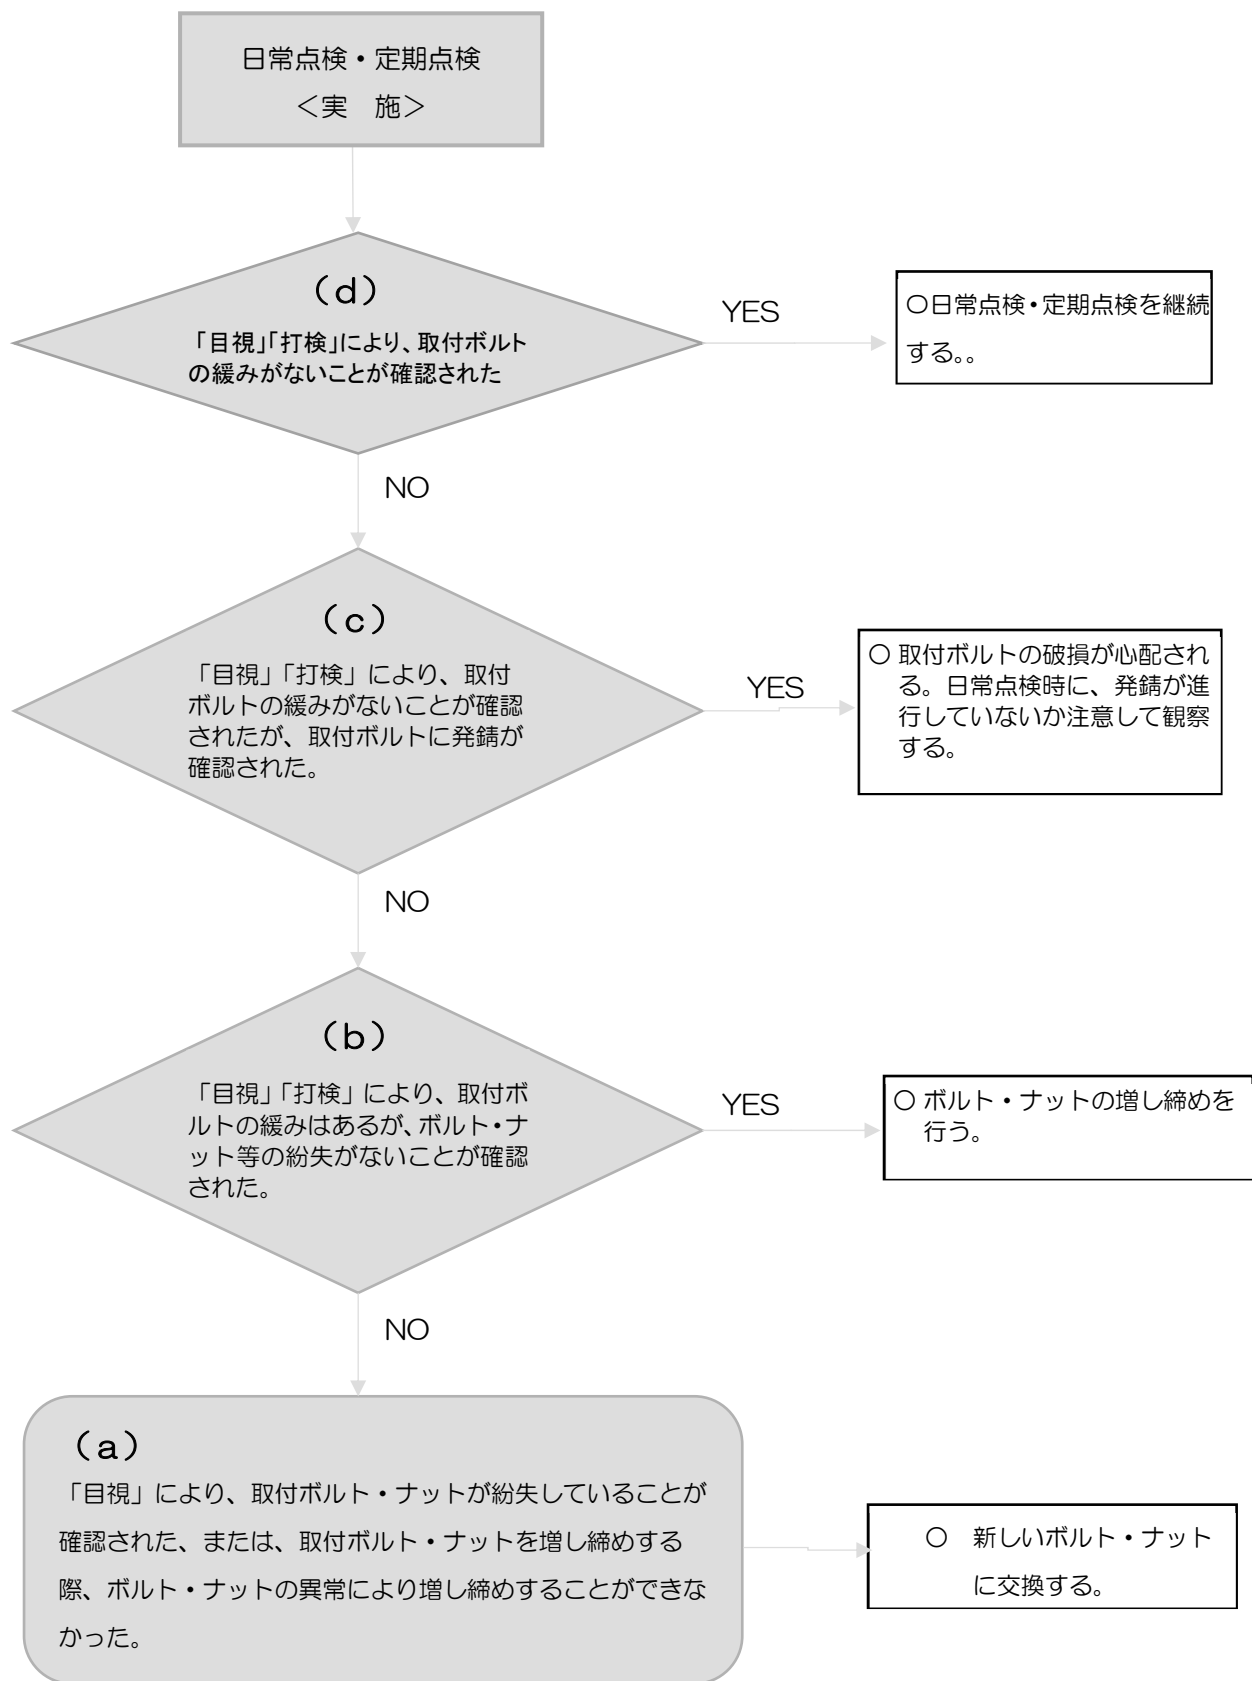 日常点検・定期点検
＜実　施＞
（ｄ）
「目視」「打検」により、取付ボルト
の緩みがないことが確認された
YES
〇日常点検・定期点検を継続
する。。
NO
（ｃ）
「目視」「打検」により、取付
ボルトの緩みがないことが確認
されたが、取付ボルトに発錆が
確認された。
YES
〇 取付ボルトの破損が心配され
る。日常点検時に、発錆が進
行していないか注意して観察
する。
NO
（ｂ）
「目視」「打検」により、取付ボ
ルトの緩みはあるが、ボルト・ナ
ット等の紛失がないことが確認
された。
YES
〇 ボルト・ナットの増し締めを
行う。
NO
（ａ）
「目視」により、取付ボルト・ナットが紛失していることが
確認された、または、取付ボルト・ナットを増し締めする
際、ボルト・ナットの異常により増し締めすることができな
かった。
〇　新しいボルト・ナット
に交換する。